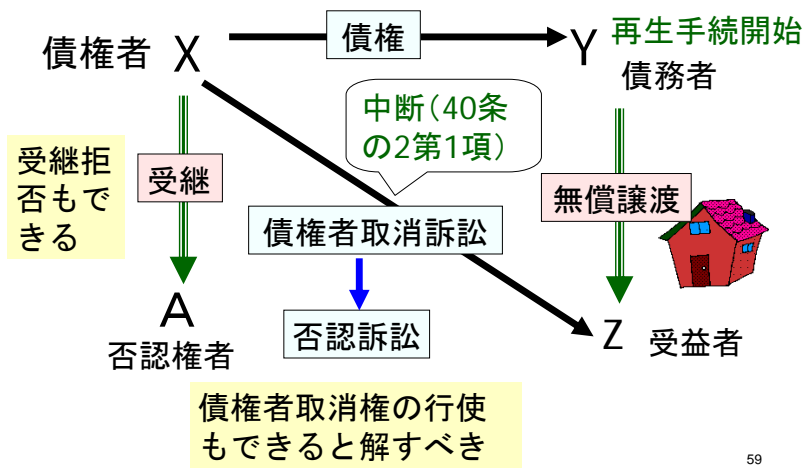 債権者 X
債権
Y
再生手続開始
債務者
中断(40条
の2第1項)
受継拒
否もで
きる
受継
無償譲渡
債権者取消訴訟
A
否認権者
否認訴訟
Z 受益者
債権者取消権の行使
もできると解すべき
59